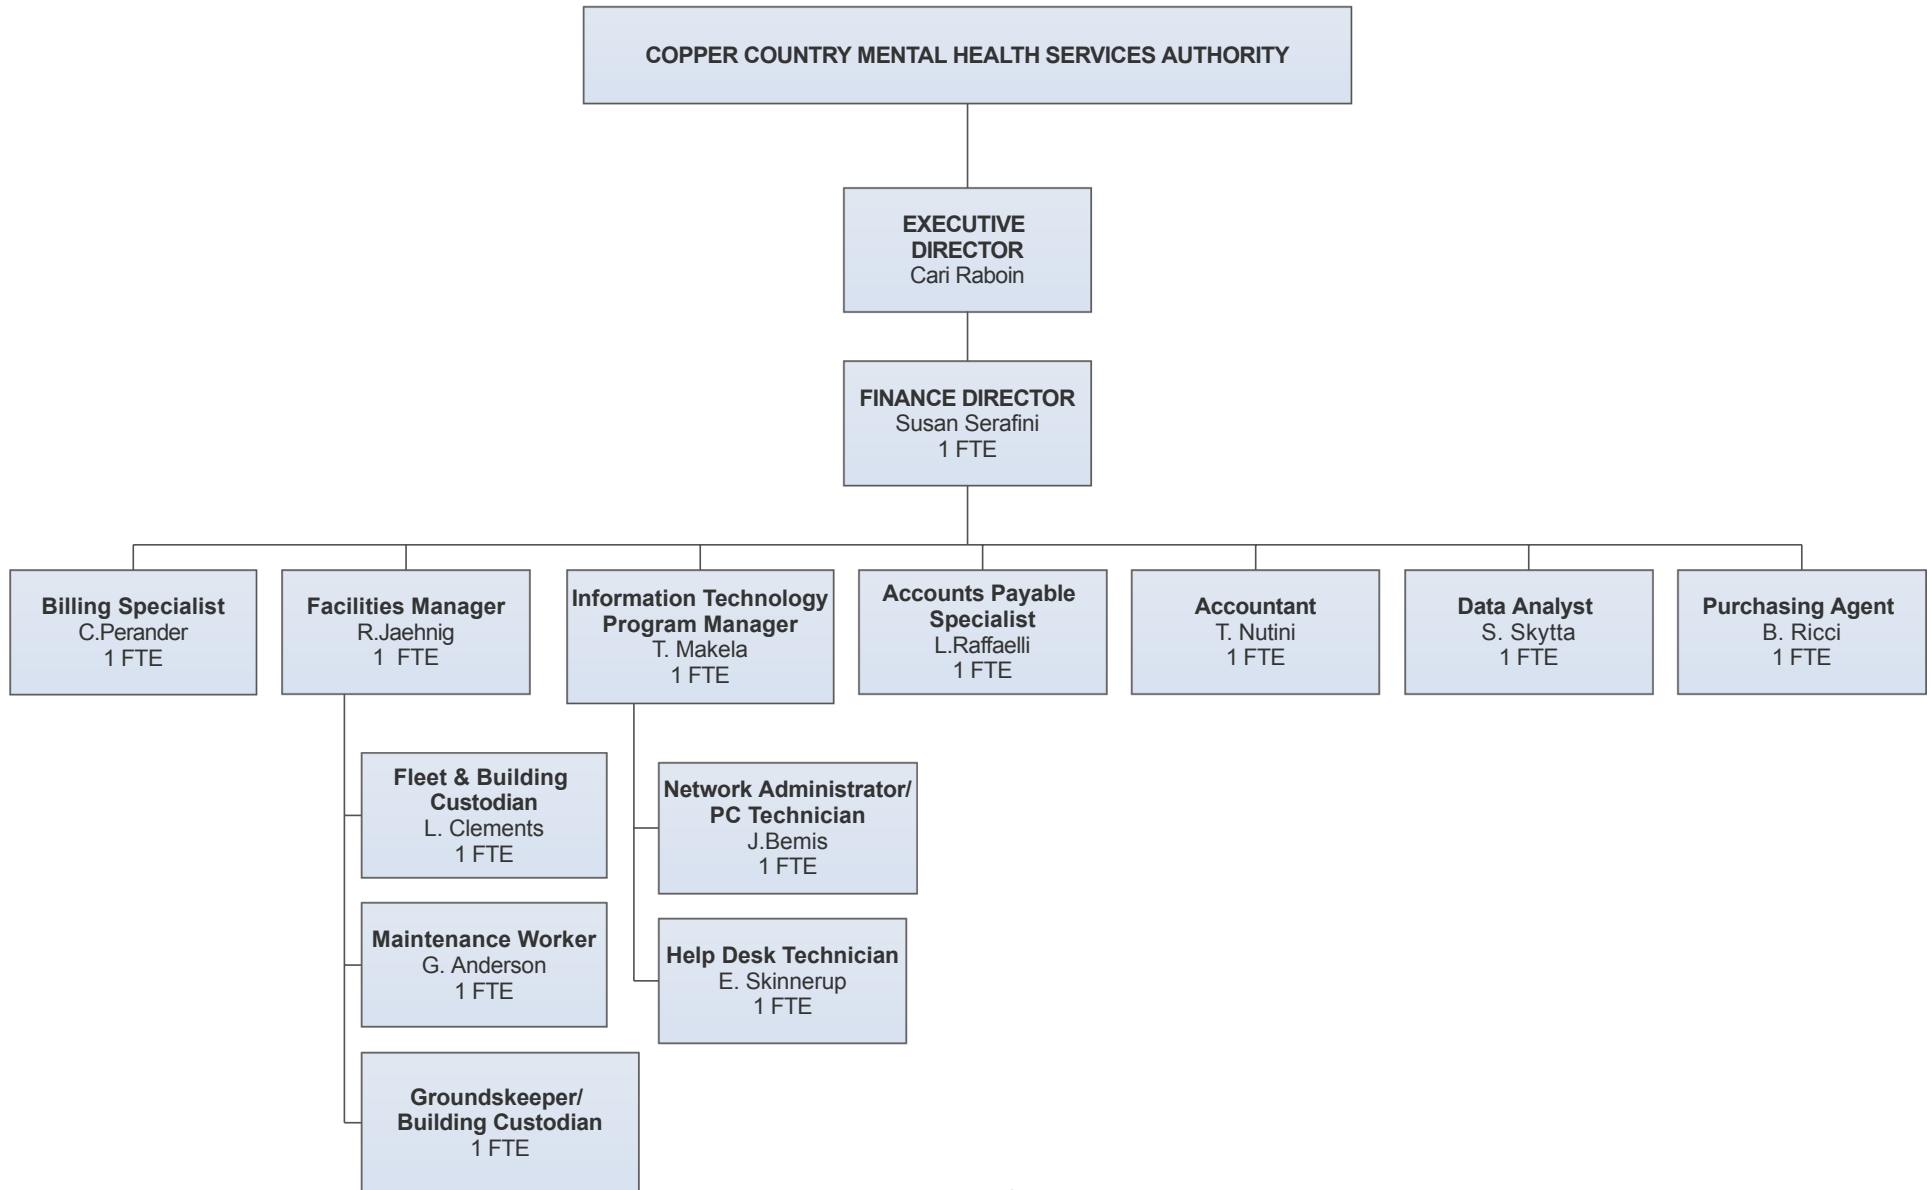 COPPER COUNTRY MENTAL HEALTH SERVICES AUTHORITY
EXECUTIVE
DIRECTOR
Cari Raboin
FINANCE DIRECTOR
Susan Serafini
1 FTE
Billing Specialist
C.Perander
1 FTE
Facilities Manager
R.Jaehnig
1 FTE
Information Technology
Program Manager
T. Makela
1 FTE
Accounts Payable
Specialist
L.Raffaelli
1 FTE
Accountant
T. Nutini
1 FTE
Data Analyst
S. Skytta
1 FTE
Purchasing Agent
B. Ricci
1 FTE
Fleet & Building
Custodian
L. Clements
1 FTE
Maintenance Worker
G. Anderson
1 FTE
Groundskeeper/
Building Custodian
1 FTE
Network Administrator/
PC Technician
J.Bemis
1 FTE
Help Desk Technician
E. Skinnerup
1 FTE